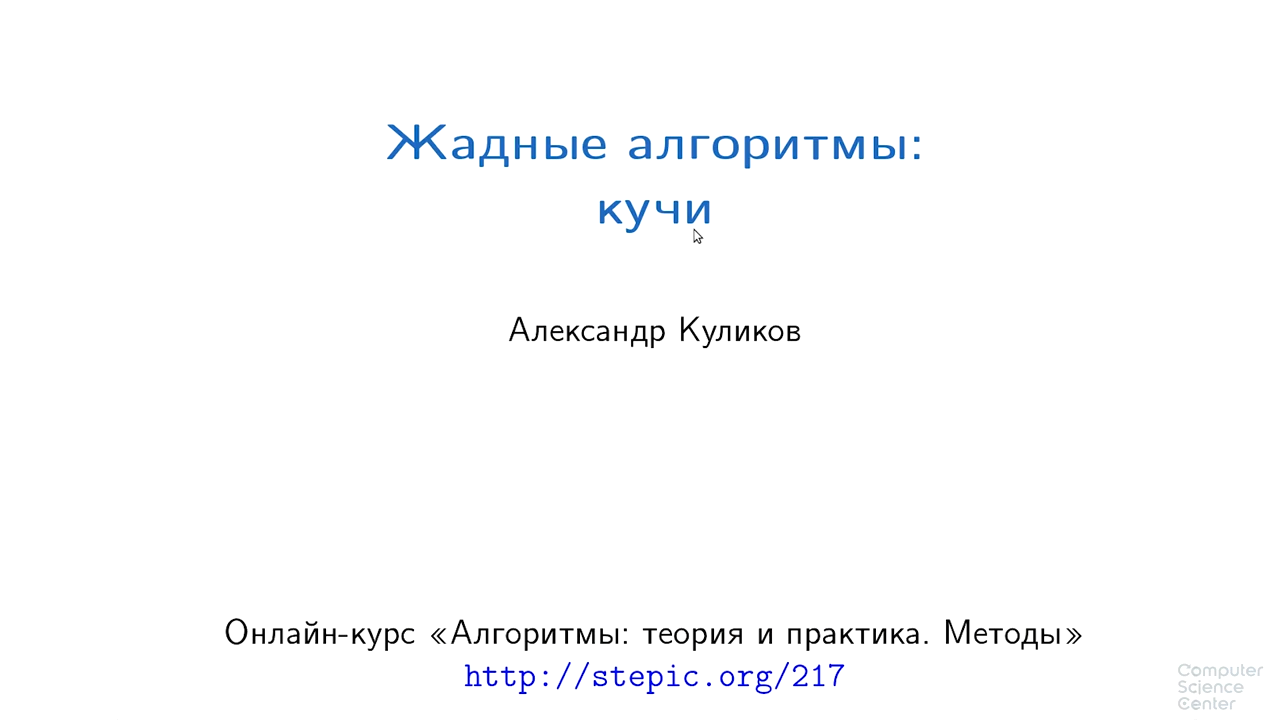 Жадные алгоритмы:
кучи
Александр Куликов
Онлайн-курс «Алгоритмы: теория и практика. Методы»
http://stepic.org/217
Computer
Science
Center